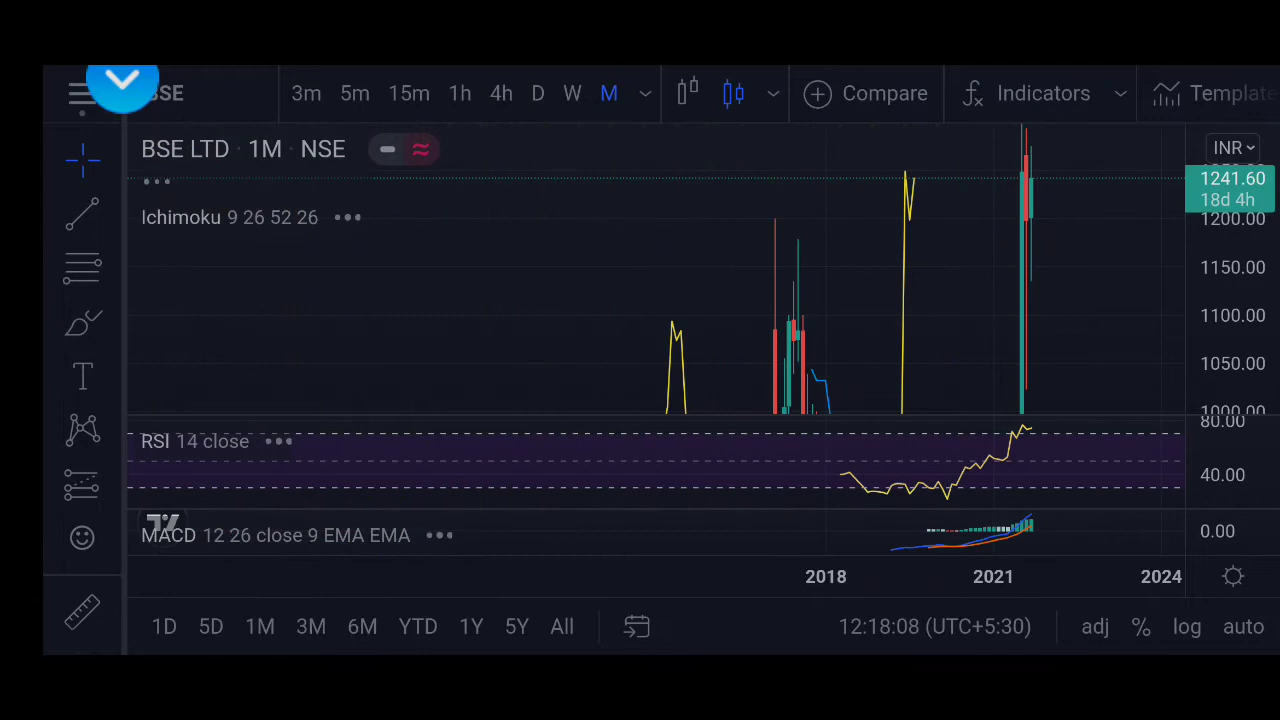 BSE 3m 5m 15m 1h 4h D W M Compare Indicators Template
BSE LTD · 1M · NSE INR
1241.60
18d 4h
Ichimoku 9 26 52 26
1200.00
1150.00
1100.00
1050.00
1000.00
80.00
RSI 14 close
40.00
MACD 12 26 close 9 EMA EMA 0.00
2018 2021 2024
1D 5D 1M 3M 6M YTD 1Y 5Y All 12:18:08 (UTC+5:30) adj % log auto